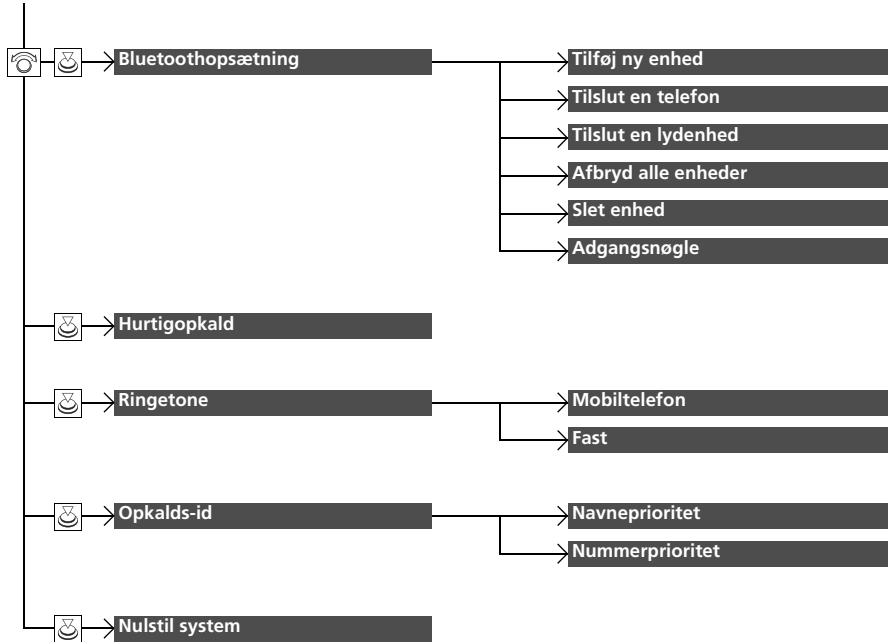 Bluetoothopsætning
Tilføj ny enhed
Tilslut en telefon
Tilslut en lydenhed
Afbryd alle enheder
Slet enhed
Adgangsnøgle
Hurtigopkald
Ringetone
Mobiltelefon
Fast
Opkalds-id
Navneprioritet
Nummerprioritet
Nulstil system